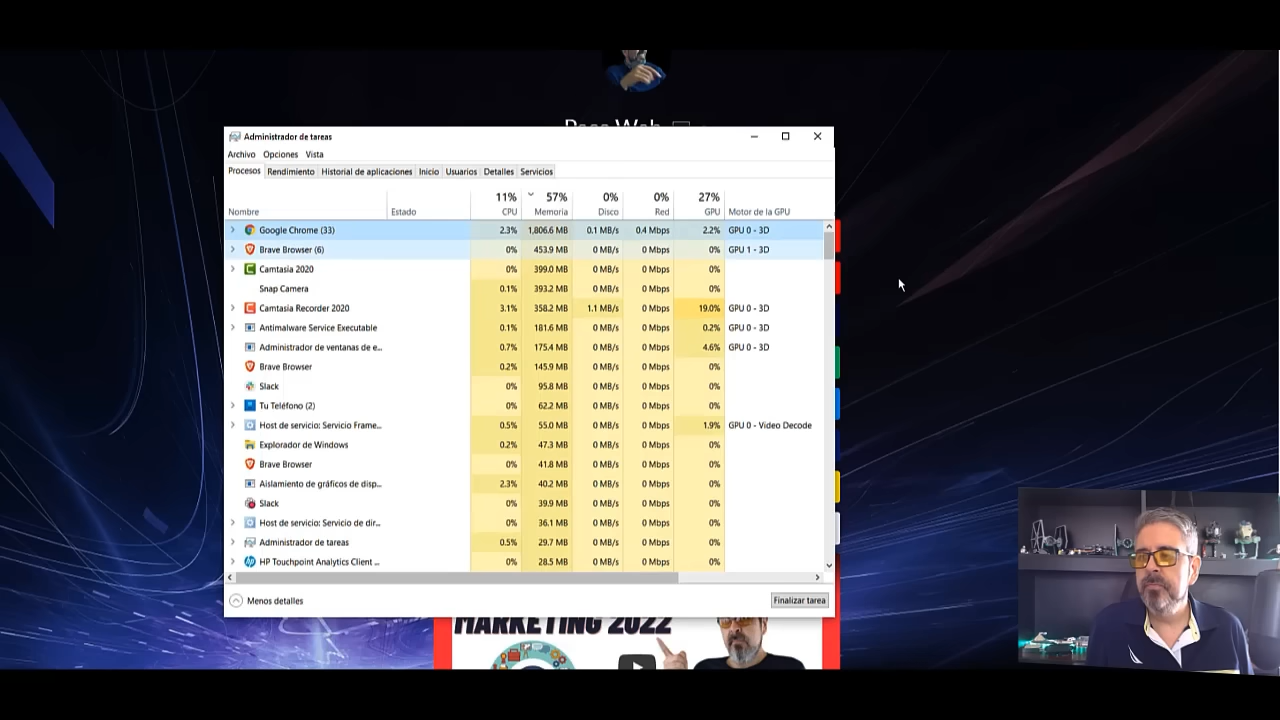 Administrador de tareas
Archivo Opciones Vista
Procesos Rendimiento Historial de aplicaciones Inicio Usuarios Detalles Servicios
11% 57% 0% 0% 27%
Nombre Estado CPU Memoria Disco Red GPU Motor de la GPU
Google Chrome (33) 2.3% 1,806.6 MB 0.1 MB/s 0.4 Mbps 2.2% GPU 0 - 3D
Brave Browser (6) 0% 453.9 MB 0 MB/s 0 Mbps 0% GPU 1 - 3D
Camtasia 2020 0% 399.0 MB 0 MB/s 0 Mbps 0%
Snap Camera 0.1% 393.2 MB 0 MB/s 0 Mbps 0%
Camtasia Recorder 2020 3.1% 358.2 MB 1.1 MB/s 0 Mbps 19.0% GPU 0 - 3D
Antimalware Service Executable 0.1% 181.6 MB 0 MB/s 0 Mbps 0.2% GPU 0 - 3D
Administrador de ventanas de e... 0.7% 175.4 MB 0 MB/s 0 Mbps 4.6% GPU 0 - 3D
Brave Browser 0.2% 145.9 MB 0 MB/s 0 Mbps 0%
Slack 0% 95.8 MB 0 MB/s 0 Mbps 0%
Tu Teléfono (2) 0% 62.2 MB 0 MB/s 0 Mbps 0%
Host de servicio: Servicio Frame... 0.5% 55.0 MB 0 MB/s 0 Mbps 1.9% GPU 0 - Video Decode
Explorador de Windows 0.2% 47.3 MB 0 MB/s 0 Mbps 0%
Brave Browser 0% 41.8 MB 0 MB/s 0 Mbps 0%
Aislamiento de gráficos de disp... 2.3% 40.2 MB 0 MB/s 0 Mbps 0%
Slack 0% 39.9 MB 0 MB/s 0 Mbps 0%
Host de servicio: Servicio de dir... 0% 36.1 MB 0 MB/s 0 Mbps 0%
Administrador de tareas 0.5% 29.7 MB 0 MB/s 0 Mbps 0%
HP Touchpoint Analytics Client ... 0% 28.5 MB 0 MB/s 0 Mbps 0%
Menos detalles Finalizar tarea
MARKETING 2022